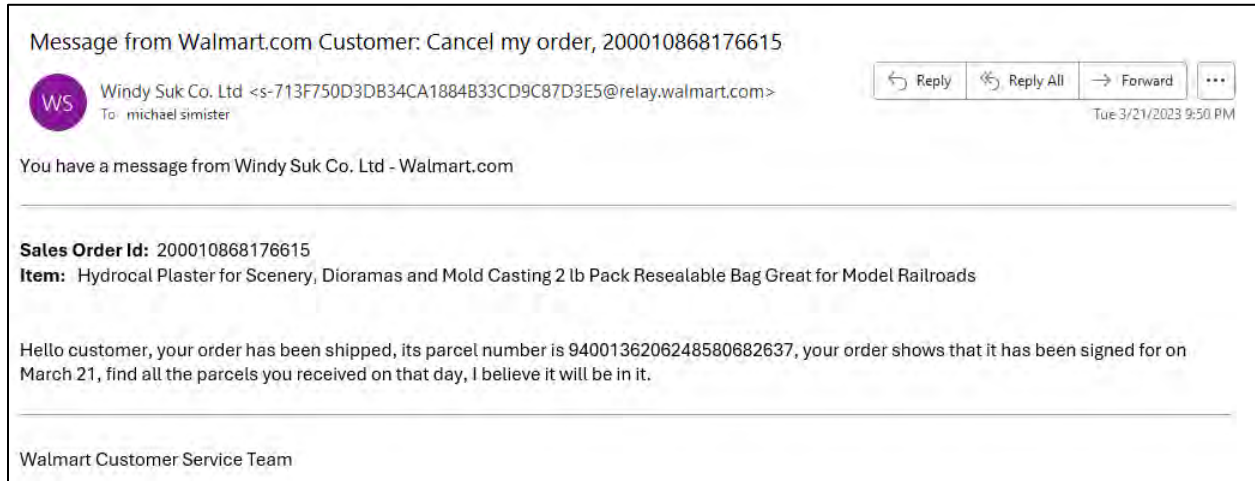 Message from Walmart.com Customer: Cancel my order, 200010868176615
WS
Windy Suk Co. Ltd <s-713F750D3DB34CA1884B33CD9C87D3E5@relay.walmart.com>
To michael simister
Reply
Reply All
Forward
Tue 3/21/2023 9:50 PM
You have a message from Windy Suk Co. Ltd - Walmart.com
Sales Order Id: 200010868176615
Item: Hydrocal Plaster for Scenery, Dioramas and Mold Casting 2 lb Pack Resealable Bag Great for Model Railroads
Hello customer, your order has been shipped, its parcel number is 9400136206248580682637, your order shows that it has been signed for on
March 21, find all the parcels you received on that day, I believe it will be in it.
Walmart Customer Service Team